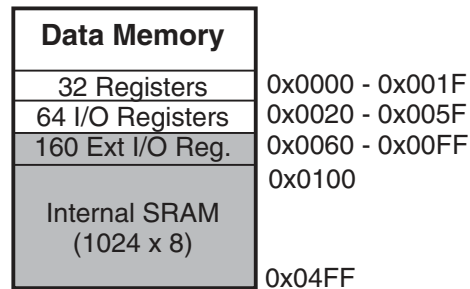 Data Memory
32 Registers 0x0000 - 0x001F
64 I/O Registers 0x0020 - 0x005F
160 Ext I/O Reg. 0x0060 - 0x00FF
0x0100
Internal SRAM
(1024 x 8)
0x04FF